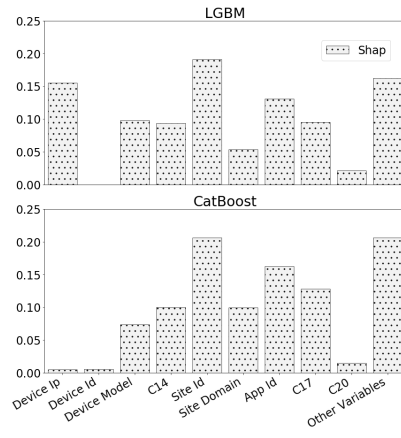 LGBM
0.25
0.20
0.15
0.10
0.05
0.00
Shap
CatBoost
0.25
0.20
0.15
0.10
0.05
0.00
Device Ip
Device Id
Device Model
C14
Site Id
Site Domain
App Id
C17
C20
Other Variables